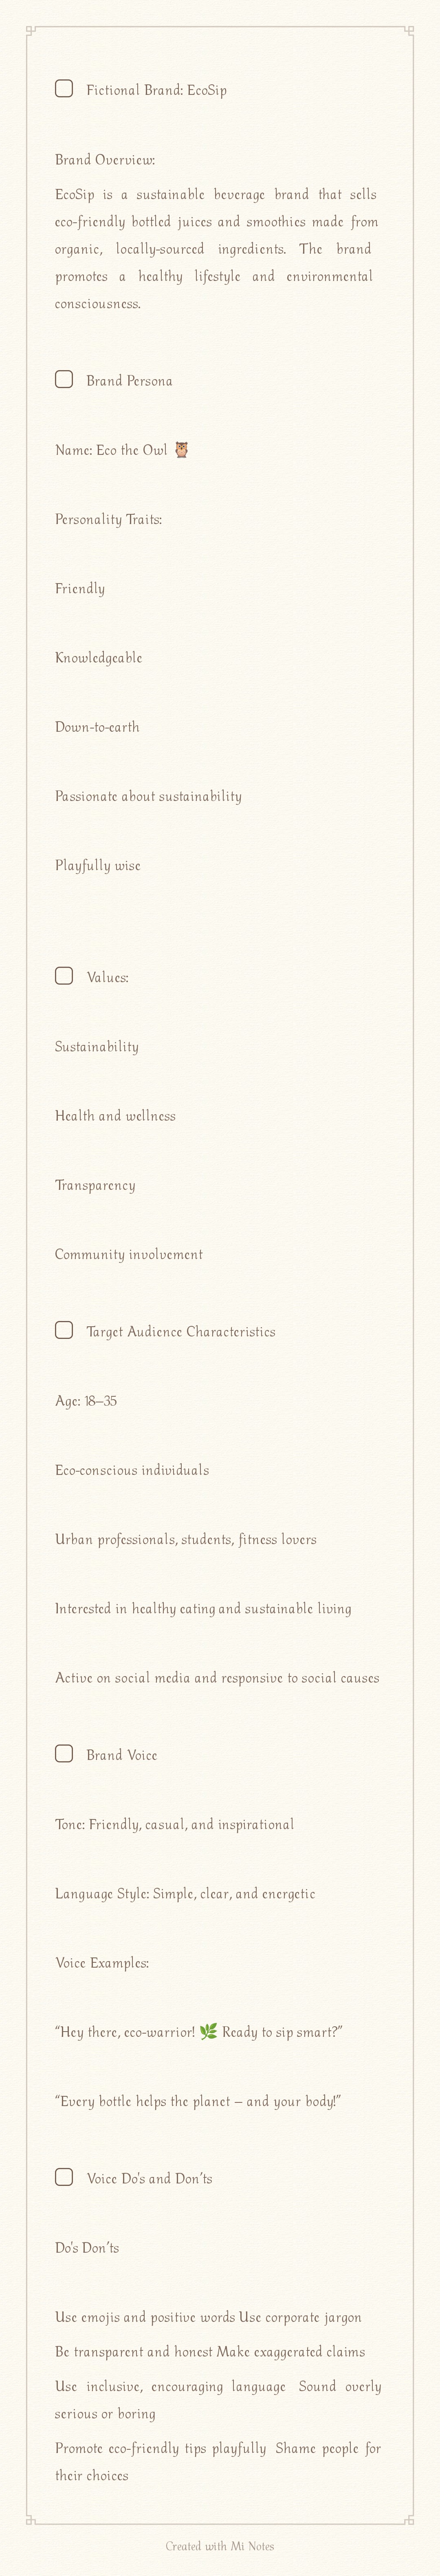 Fictional Brand: EcoSip
Brand Overview:
EcoSip is a sustainable beverage brand that sells
eco-friendly bottled juices and smoothies made from
organic, locally-sourced ingredients. The brand
promotes a healthy lifestyle and environmental
consciousness.
Brand Persona
Name: Eco the Owl 🦉
Personality Traits:
Friendly
Knowledgeable
Down-to-earth
Passionate about sustainability
Playfully wise
Values:
Sustainability
Health and wellness
Transparency
Community involvement
Target Audience Characteristics
Age: 18–35
Eco-conscious individuals
Urban professionals, students, fitness lovers
Interested in healthy eating and sustainable living
Active on social media and responsive to social causes
Brand Voice
Tone: Friendly, casual, and inspirational
Language Style: Simple, clear, and energetic
Voice Examples:
“Hey there, eco-warrior! 🌿 Ready to sip smart?”
“Every bottle helps the planet – and your body!”
Voice Do's and Don’ts
Do's Don’ts
Use emojis and positive words Use corporate jargon
Be transparent and honest Make exaggerated claims
Use inclusive, encouraging language Sound overly
serious or boring
Promote eco-friendly tips playfully Shame people for
their choices
Created with Mi Notes